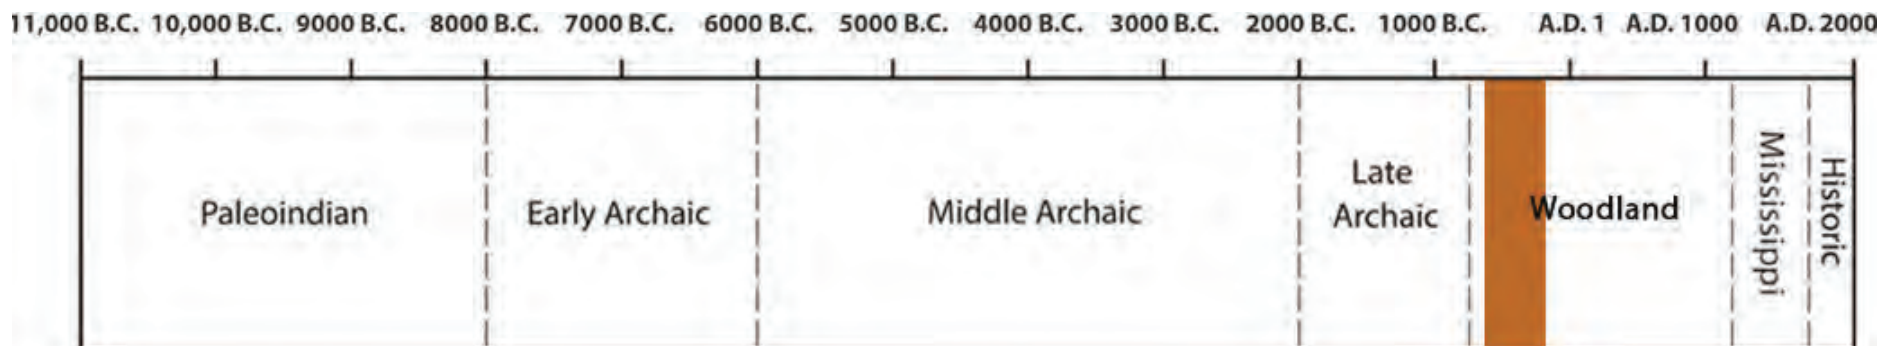 11,000 B.C. 10,000 B.C. 9000 B.C. 8000 B.C. 7000 B.C. 6000 B.C. 5000 B.C. 4000 B.C. 3000 B.C. 2000 B.C. 1000 B.C. A.D. 1 A.D. 1000 A.D. 2000
Paleoindian
Early Archaic
Middle Archaic
Late
Archaic
Woodland
Mississippi
Historic